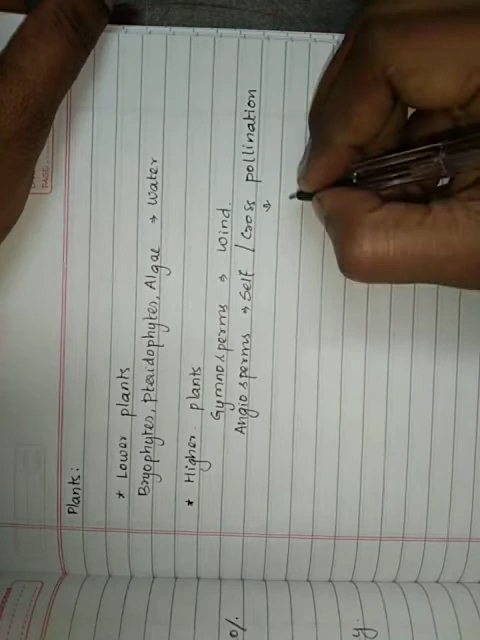 Plants:
* Lower plants
Bryophytes, Pteridophytes, Algae → Water
* Higher plants
Gymnosperms → Wind.
Angiosperms → Self / Cross pollination
↓
%
y.